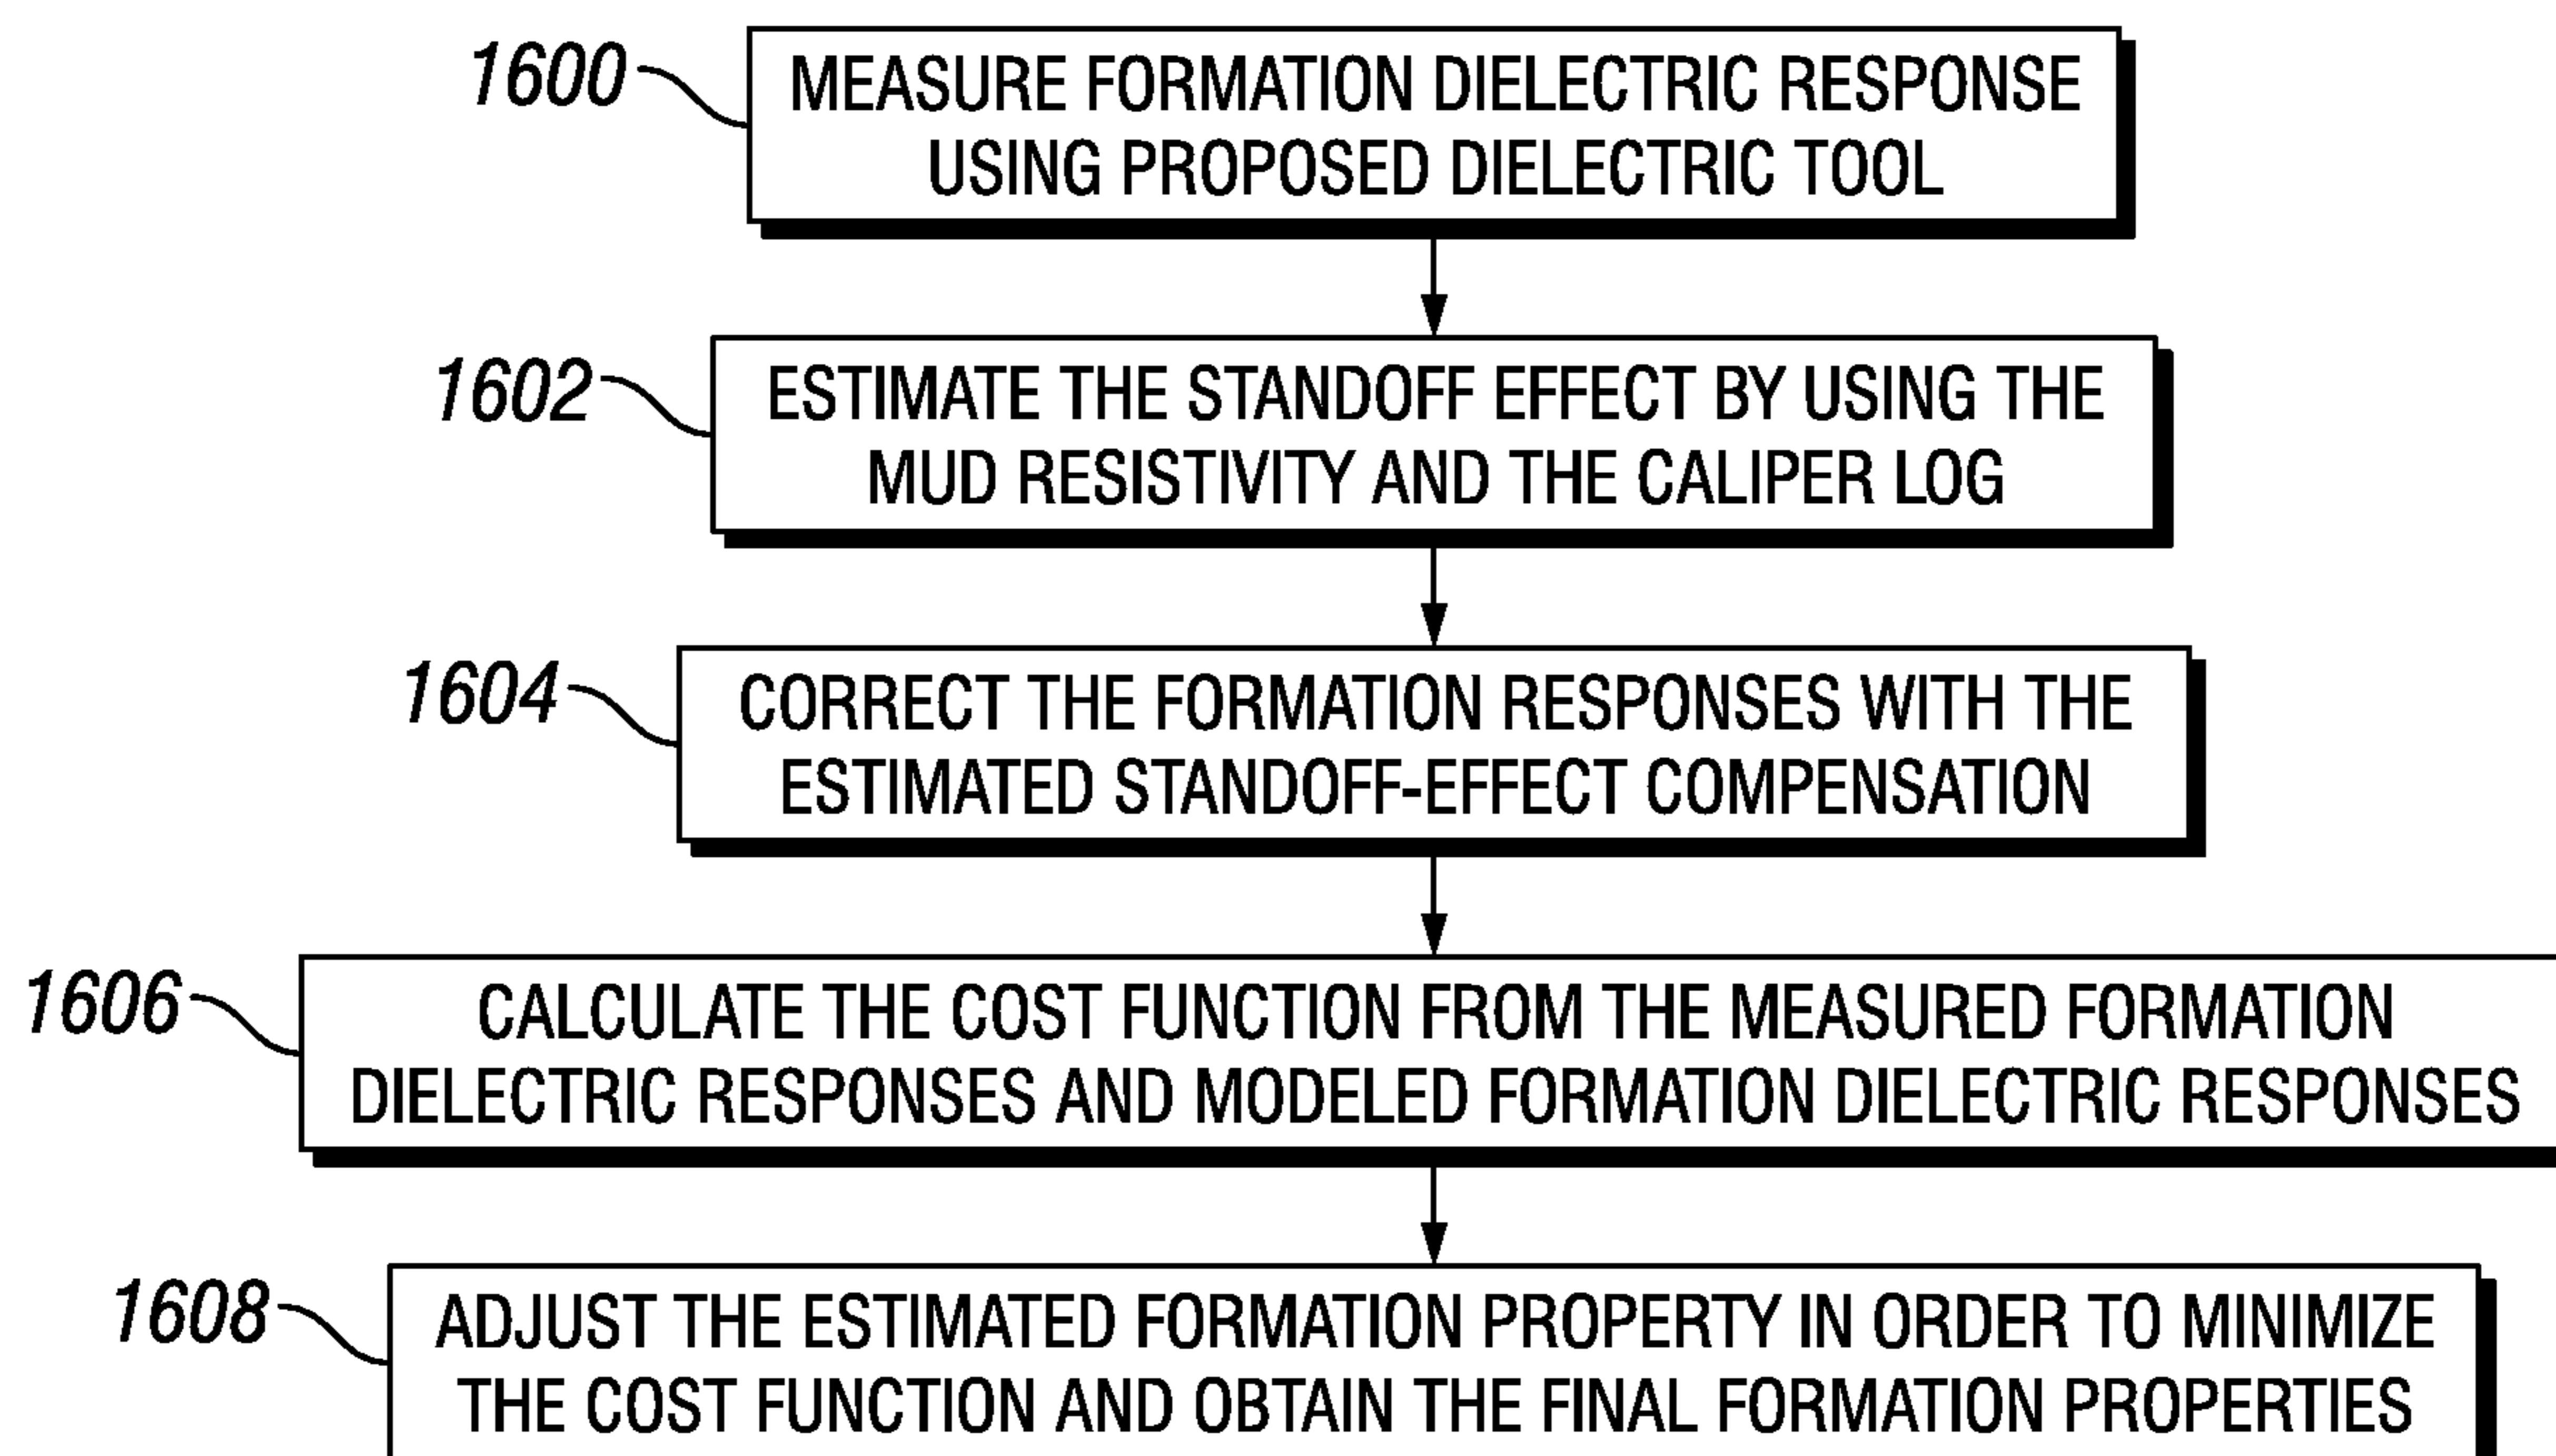 1600
MEASURE FORMATION DIELECTRIC RESPONSE
USING PROPOSED DIELECTRIC TOOL
1602
ESTIMATE THE STANDOFF EFFECT BY USING THE
MUD RESISTIVITY AND THE CALIPER LOG
1604
CORRECT THE FORMATION RESPONSES WITH THE
ESTIMATED STANDOFF-EFFECT COMPENSATION
1606
CALCULATE THE COST FUNCTION FROM THE MEASURED FORMATION
DIELECTRIC RESPONSES AND MODELED FORMATION DIELECTRIC RESPONSES
1608
ADJUST THE ESTIMATED FORMATION PROPERTY IN ORDER TO MINIMIZE
THE COST FUNCTION AND OBTAIN THE FINAL FORMATION PROPERTIES